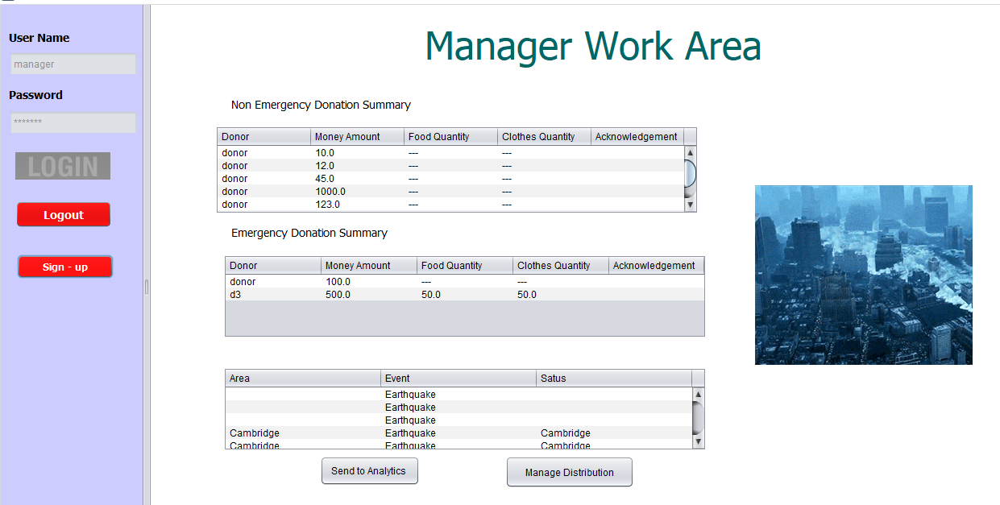 User Name
manager
Password
*******
LOGIN
Logout
Sign - up
Manager Work Area
Non Emergency Donation Summary
Donor Money Amount Food Quantity Clothes Quantity Acknowledgement
donor 10.0 --- ---
donor 12.0 --- ---
donor 45.0 --- ---
donor 1000.0 --- ---
donor 123.0 --- ---
Emergency Donation Summary
Donor Money Amount Food Quantity Clothes Quantity Acknowledgement
donor 100.0 --- ---
d3 500.0 50.0 50.0
Area Event Satus
Earthquake
Earthquake
Earthquake
Cambridge Earthquake Cambridge
Cambridge Earthquake Cambridge
Send to Analytics Manage Distribution